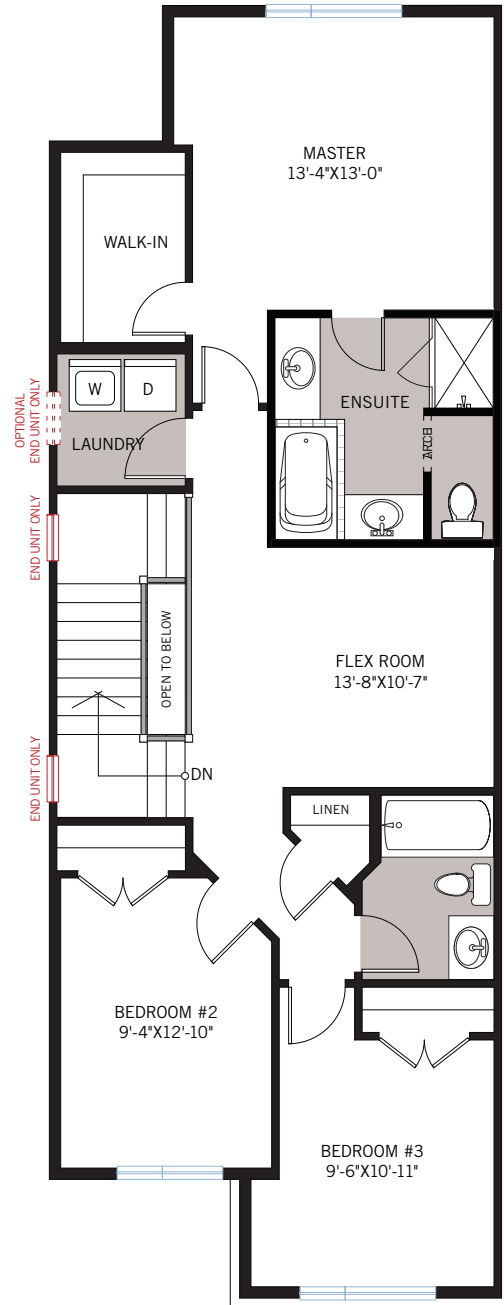 MASTER
13'-4"X13'-0"
WALK-IN
OPTIONAL
END UNIT ONLY
W
D
LAUNDRY
ENSUITE
ARCH
END UNIT ONLY
OPEN TO BELOW
FLEX ROOM
13'-8"X10'-7"
END UNIT ONLY
DN
LINEN
BEDROOM #2
9'-4"X12'-10"
BEDROOM #3
9'-6"X10'-11"